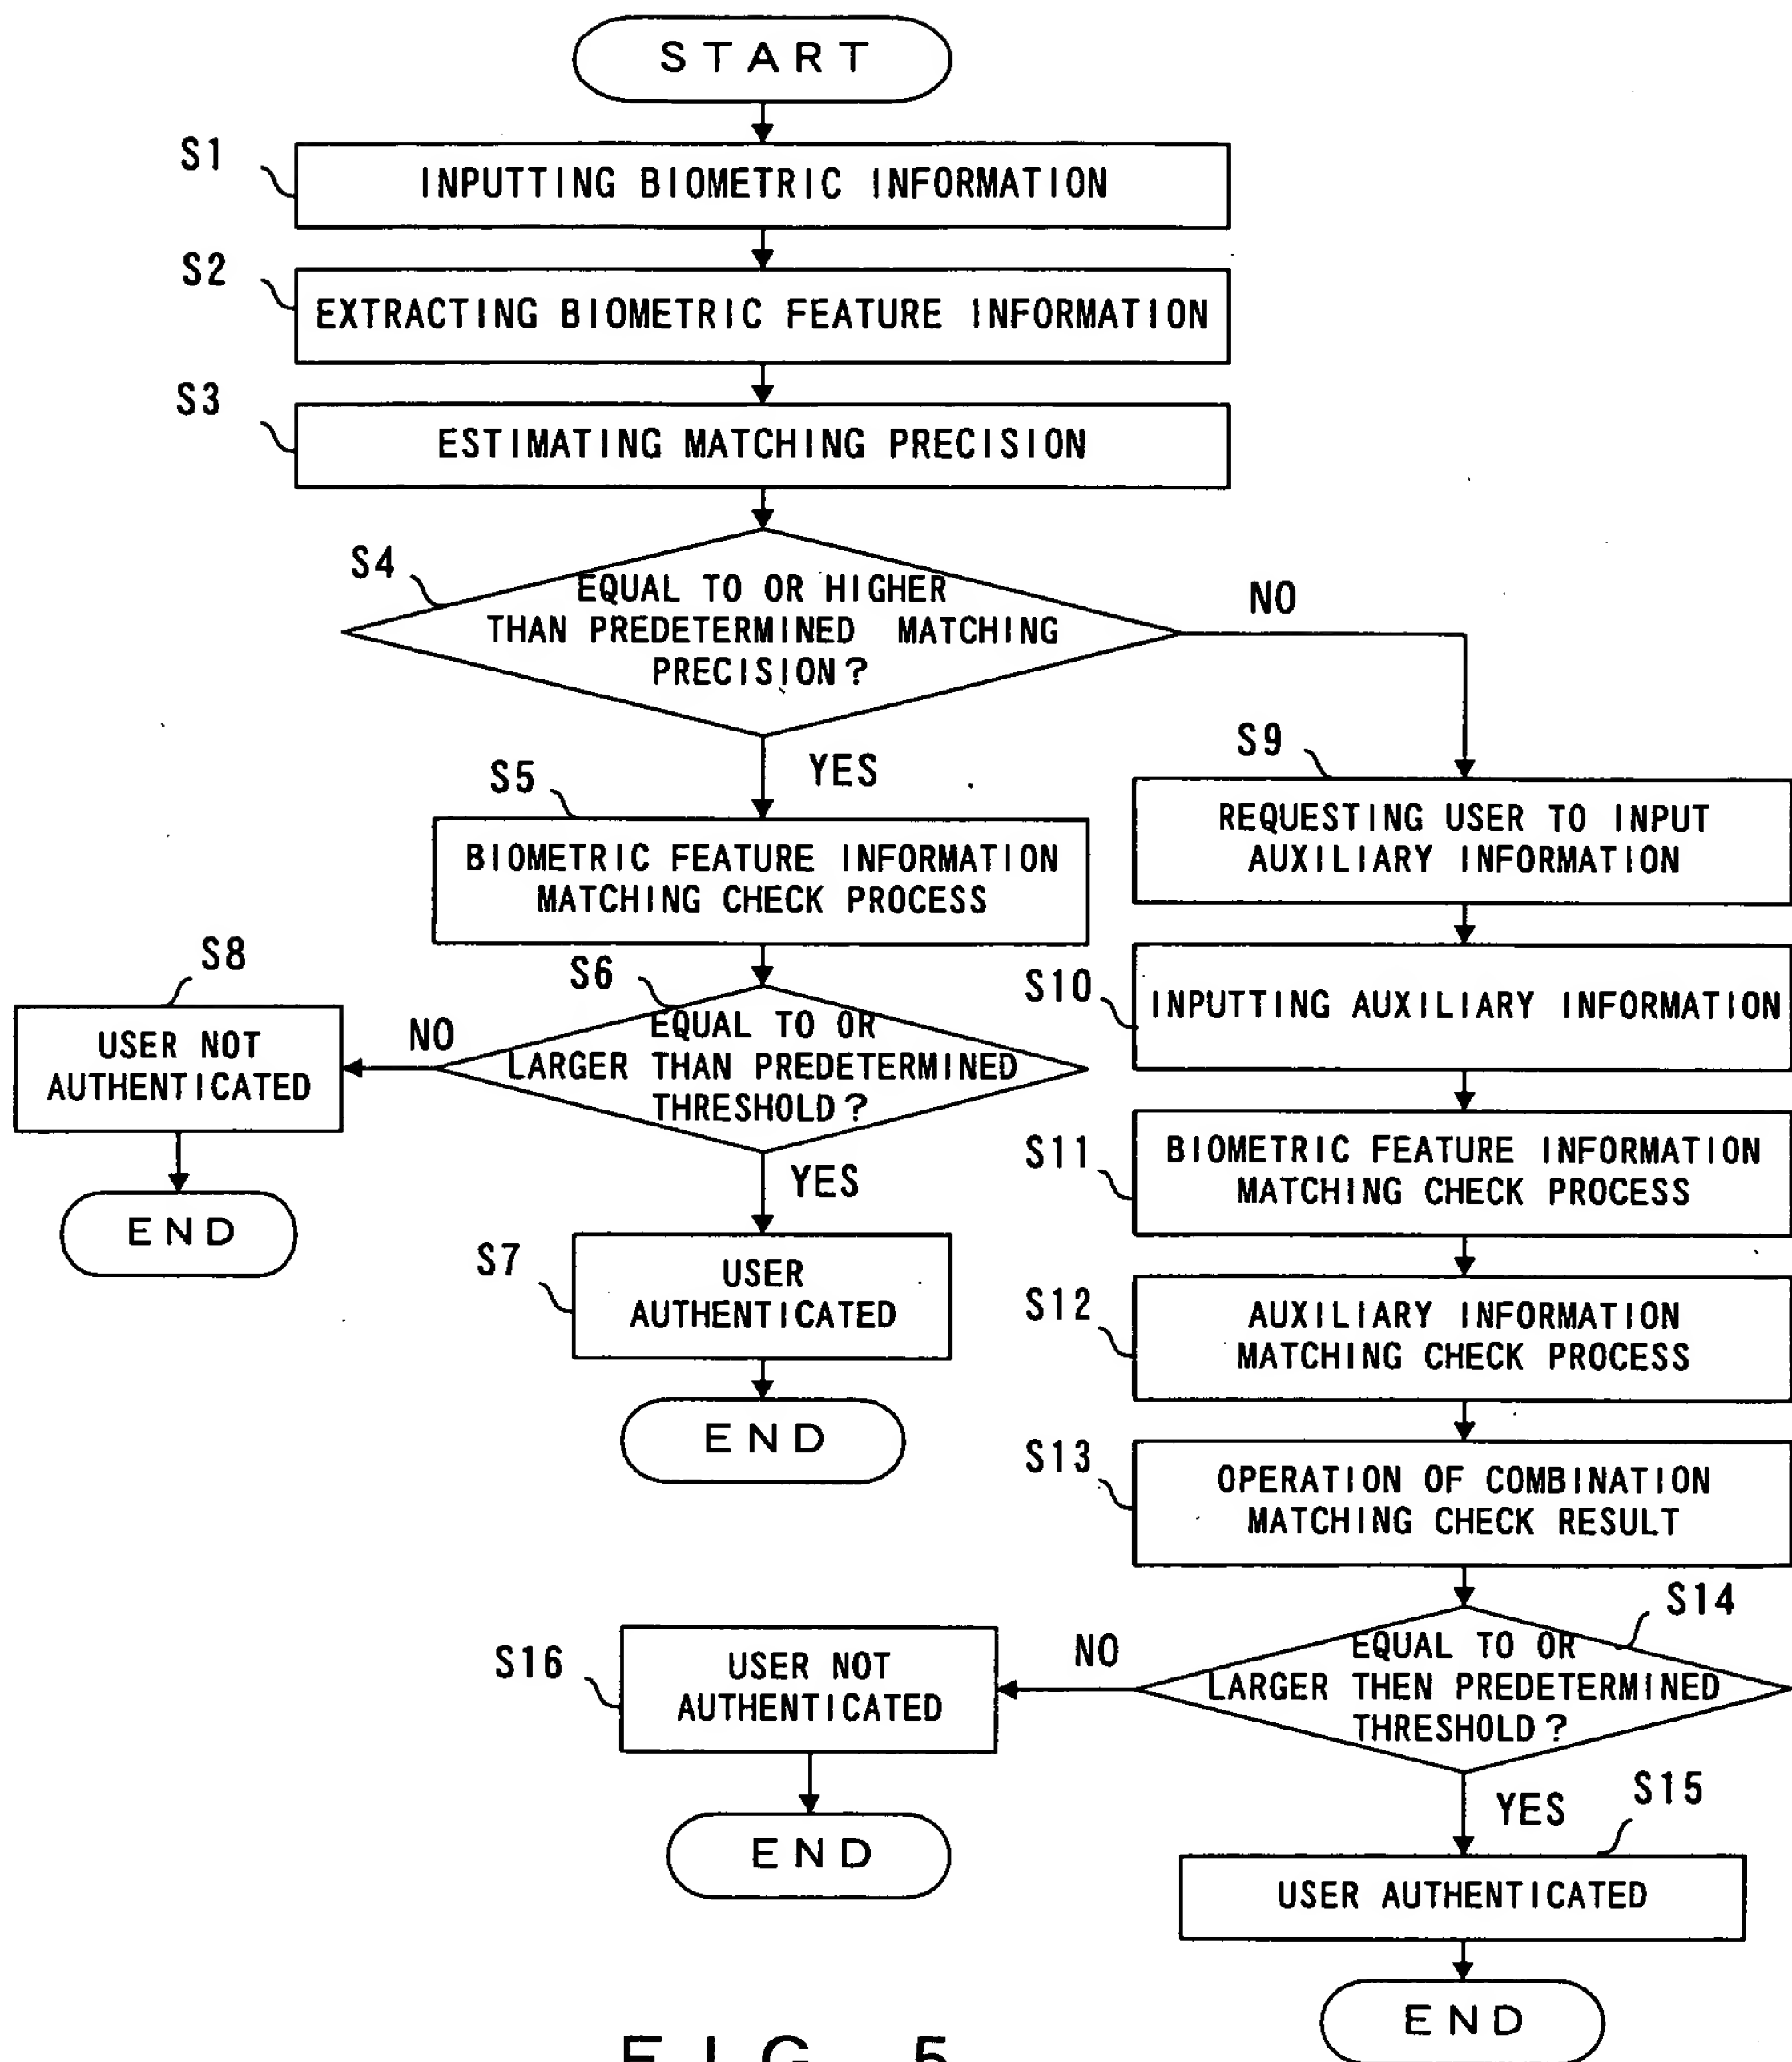 START
S1
INPUTTING BIOMETRIC INFORMATION
S2
EXTRACTING BIOMETRIC FEATURE INFORMATION
S3
ESTIMATING MATCHING PRECISION
S4
EQUAL TO OR HIGHER
THAN PREDETERMINED MATCHING
PRECISION?
NO
YES
S5
BIOMETRIC FEATURE INFORMATION
MATCHING CHECK PROCESS
S6
EQUAL TO OR
LARGER THAN PREDETERMINED
THRESHOLD?
NO
S8
USER NOT
AUTHENTICATED
END
YES
S7
USER
AUTHENTICATED
END
S9
REQUESTING USER TO INPUT
AUXILIARY INFORMATION
S10
INPUTTING AUXILIARY INFORMATION
S11
BIOMETRIC FEATURE INFORMATION
MATCHING CHECK PROCESS
S12
AUXILIARY INFORMATION
MATCHING CHECK PROCESS
S13
OPERATION OF COMBINATION
MATCHING CHECK RESULT
S14
EQUAL TO OR
LARGER THEN PREDETERMINED
THRESHOLD?
NO
S16
USER NOT
AUTHENTICATED
END
YES
S15
USER AUTHENTICATED
END
FIG. 5